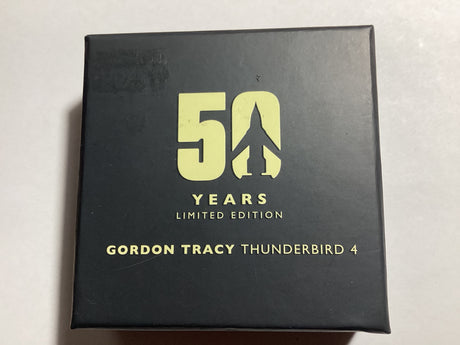 50
YEARS
LIMITED EDITION
GORDON TRACY THUNDERBIRD 4